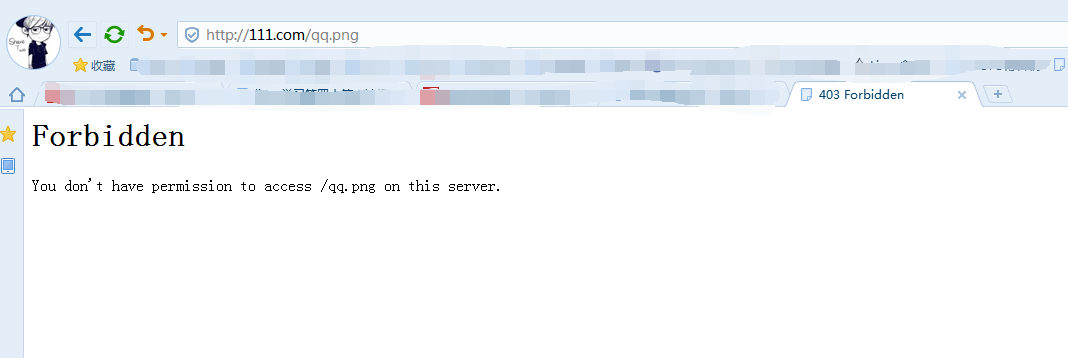 http://111.com/qq.png
收藏
403 Forbidden
Forbidden
You don't have permission to access /qq.png on this server.